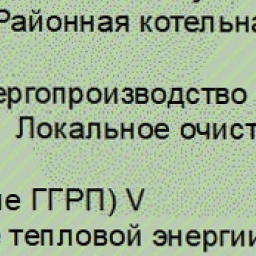 Районная котельна
ергопроизводство
Локальное очист
ие ГГРП) V
е тепловой энергии